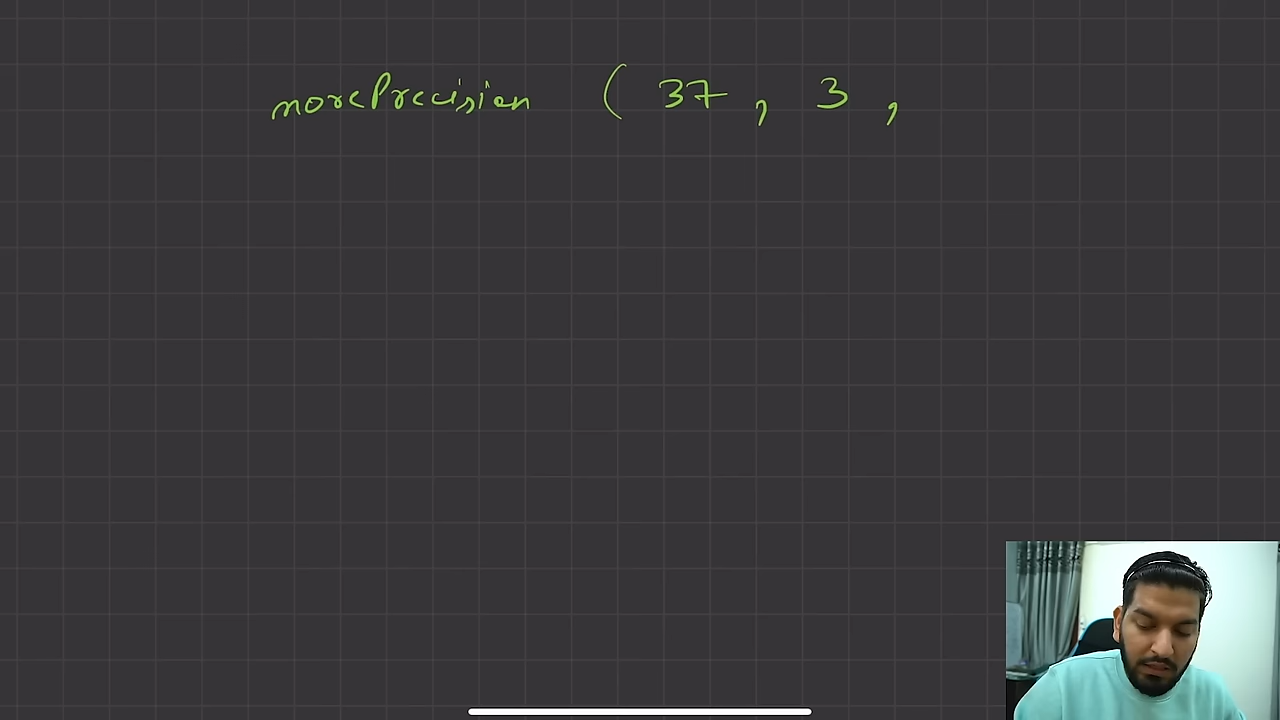 morePrecision ( 37 , 3 ,